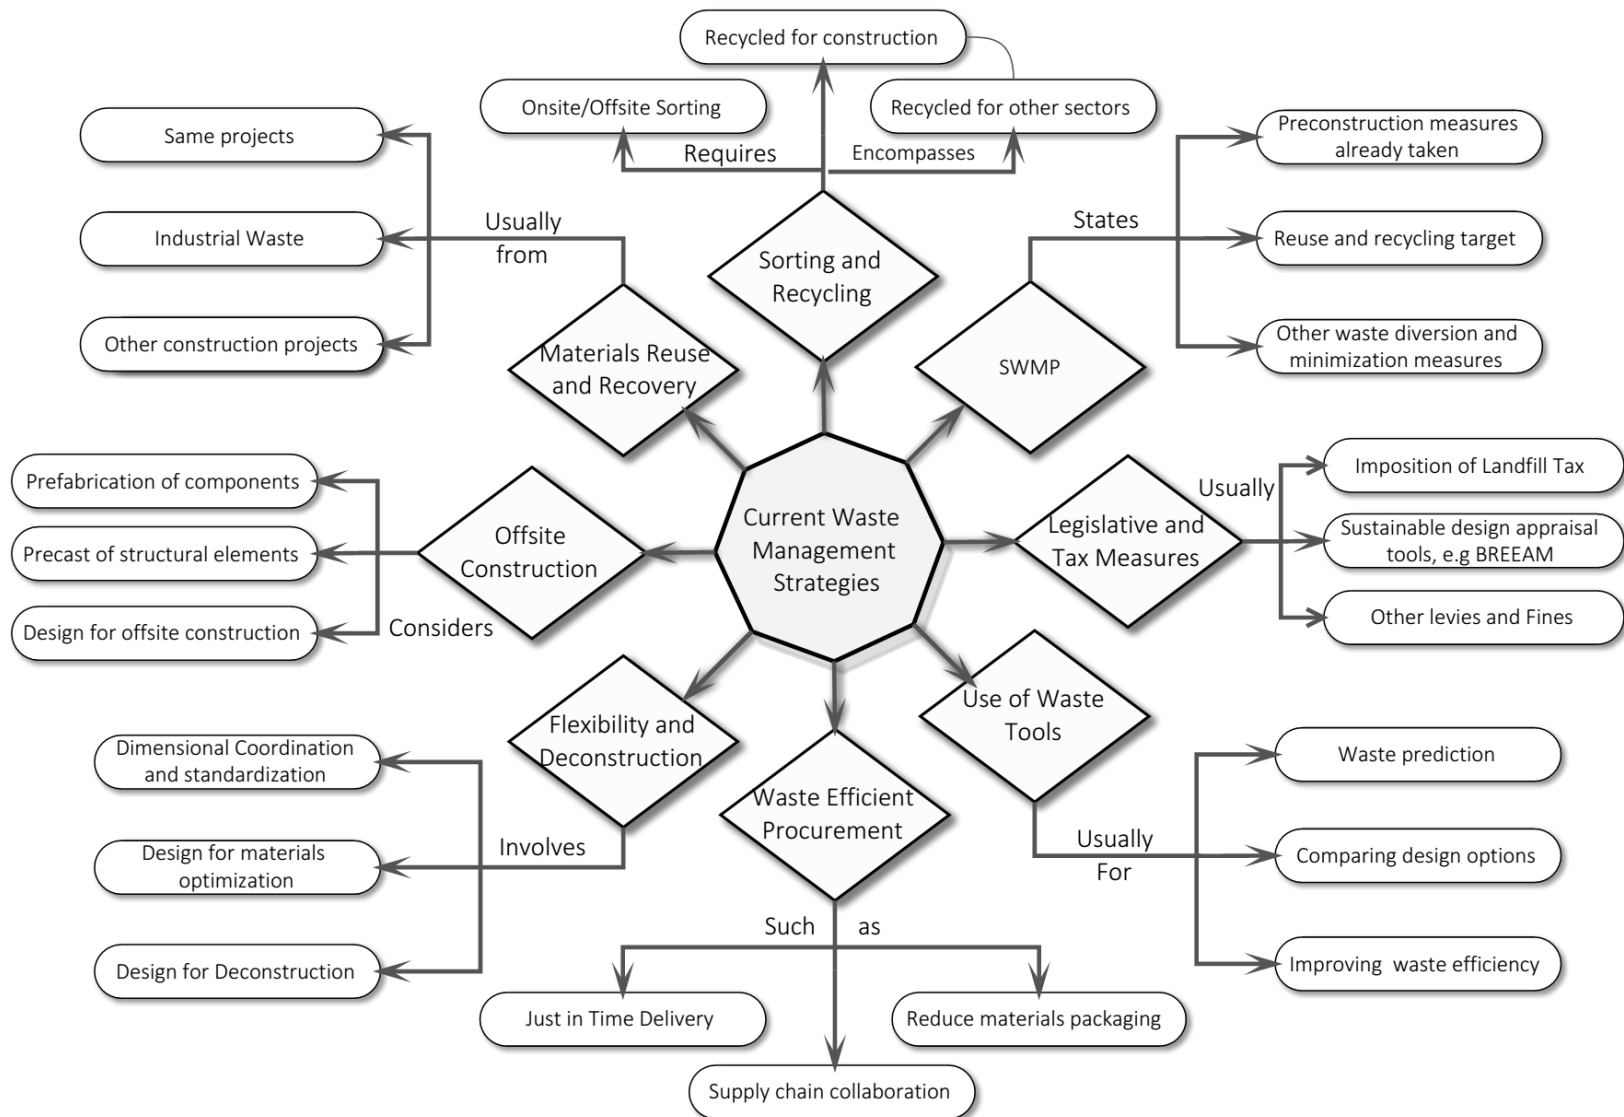 Recycled for construction
Onsite/Offsite Sorting
Recycled for other sectors
Requires
Encompasses
Sorting and
Recycling
Same projects
Industrial Waste
Other construction projects
Usually
from
Materials Reuse
and Recovery
Preconstruction measures
already taken
Reuse and recycling target
Other waste diversion and
minimization measures
States
SWMP
Current Waste
Management
Strategies
Prefabrication of components
Precast of structural elements
Design for offsite construction
Considers
Offsite
Construction
Legislative and
Tax Measures
Usually
Imposition of Landfill Tax
Sustainable design appraisal
tools, e.g BREEAM
Other levies and Fines
Flexibility and
Deconstruction
Involves
Dimensional Coordination
and standardization
Design for materials
optimization
Design for Deconstruction
Use of Waste
Tools
Usually
For
Waste prediction
Comparing design options
Improving  waste efficiency
Waste Efficient
Procurement
Such as
Just in Time Delivery
Reduce materials packaging
Supply chain collaboration